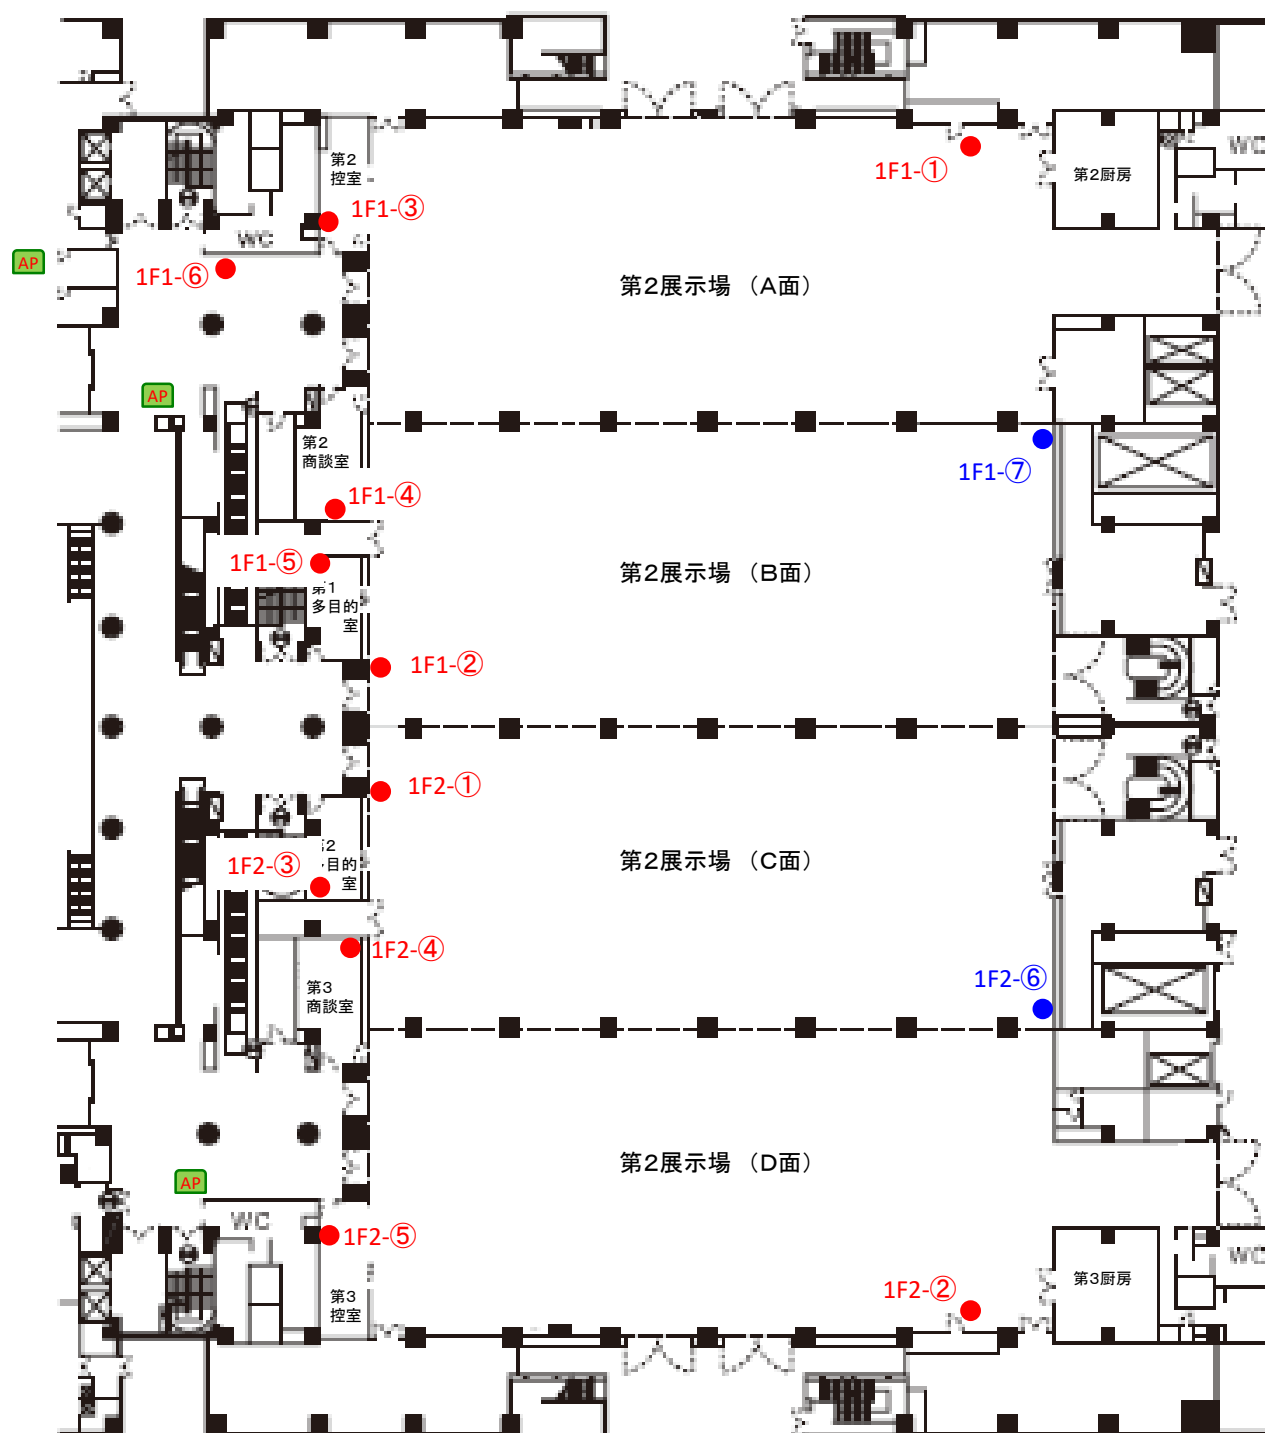 第2
控室
1F1-①
第2厨房
WC
1F1-③
WC
AP
1F1-⑥
第2展示場 (A面)
AP
第2
商談室
1F1-⑦
1F1-④
1F1-⑤
第2展示場 (B面)
第1
多目的
室
1F1-②
1F2-①
1F2-③
多目的
室
第2展示場 (C面)
1F2-④
1F2-⑥
第3
商談室
第2展示場 (D面)
AP
WC
1F2-⑤
WC
第3
控室
1F2-②
第3厨房